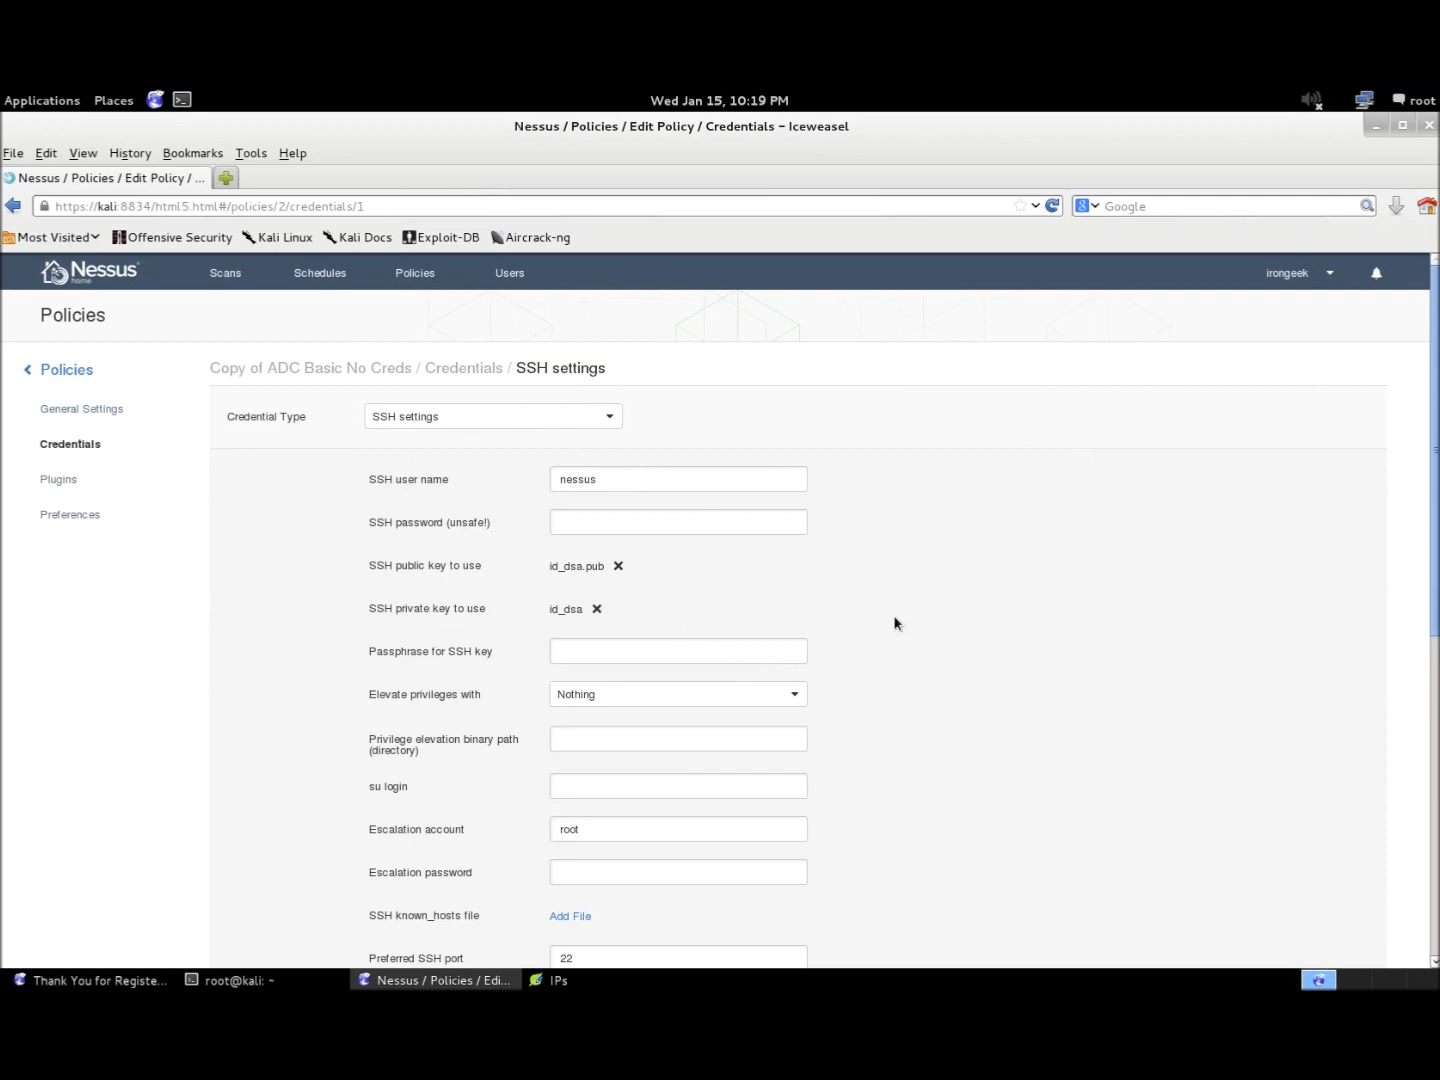 Applications Places Wed Jan 15, 10:19 PM root
Nessus / Policies / Edit Policy / Credentials - Iceweasel
File Edit View History Bookmarks Tools Help
Nessus / Policies / Edit Policy / ...
https://kali:8834/html5.html#/policies/2/credentials/1 Google
Most Visited Offensive Security Kali Linux Kali Docs Exploit-DB Aircrack-ng
Nessus home Scans Schedules Policies Users irongeek
Policies
Policies Copy of ADC Basic No Creds / Credentials / SSH settings
General Settings
Credential Type SSH settings
Credentials
Plugins
Preferences
SSH user name nessus
SSH password (unsafe!)
SSH public key to use id_dsa.pub
SSH private key to use id_dsa
Passphrase for SSH key
Elevate privileges with Nothing
Privilege elevation binary path
(directory)
su login
Escalation account root
Escalation password
SSH known_hosts file Add File
Preferred SSH port 22
Thank You for Registe... root@kali: ~ Nessus / Policies / Edi... IPs